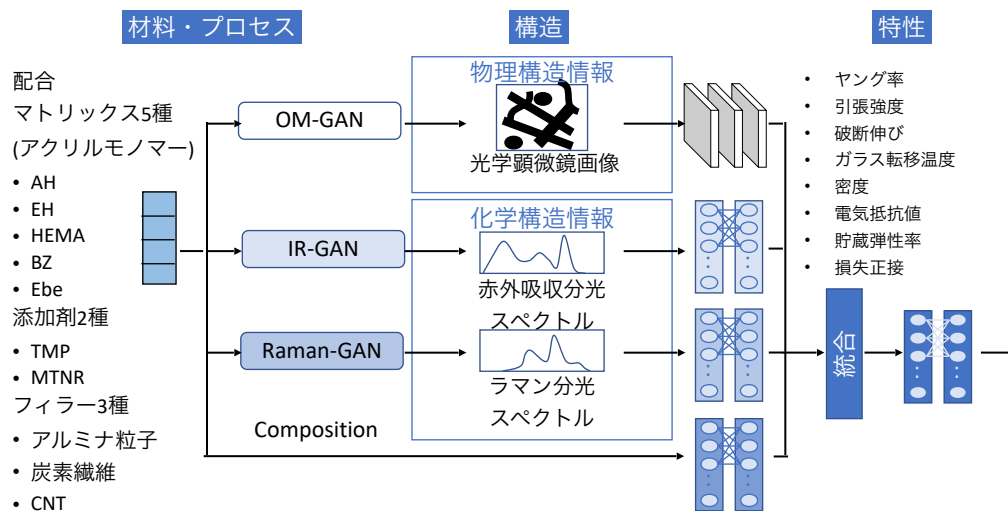 材料・プロセス
構造
特性
配合
マトリックス5種
(アクリルモノマー)
• AH
• EH
• HEMA
• BZ
• Ebe
添加剤2種
• TMP
• MTNR
フィラー3種
• アルミナ粒子
• 炭素繊維
• CNT
OM-GAN
IR-GAN
Raman-GAN
Composition
物理構造情報
光学顕微鏡画像
化学構造情報
赤外吸収分光
スペクトル
ラマン分光
スペクトル
統合
• ヤング率
• 引張強度
• 破断伸び
• ガラス転移温度
• 密度
• 電気抵抗値
• 貯蔵弾性率
• 損失正接